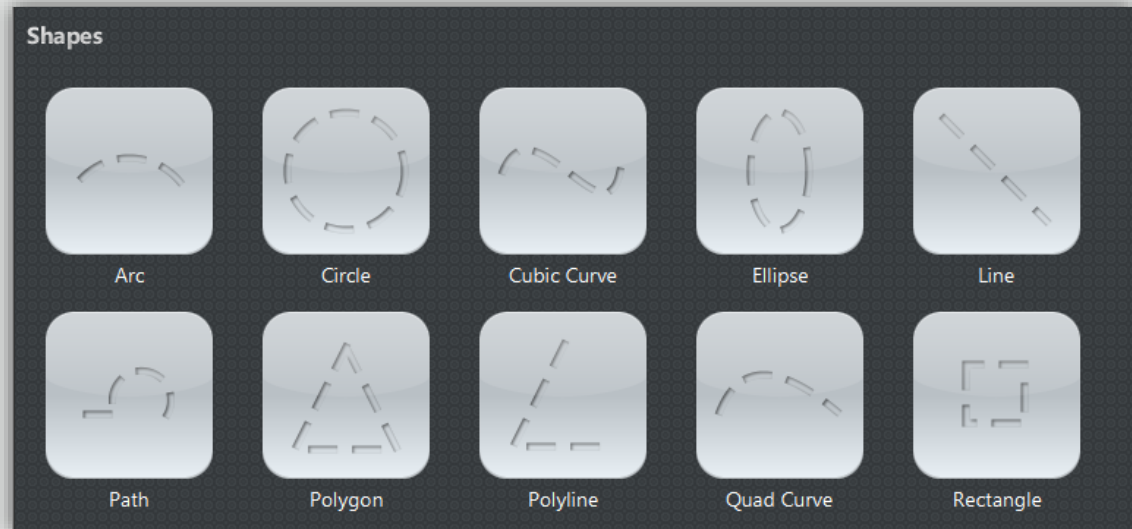 Shapes
Arc
Circle
Cubic Curve
Ellipse
Line
Path
Polygon
Polyline
Quad Curve
Rectangle